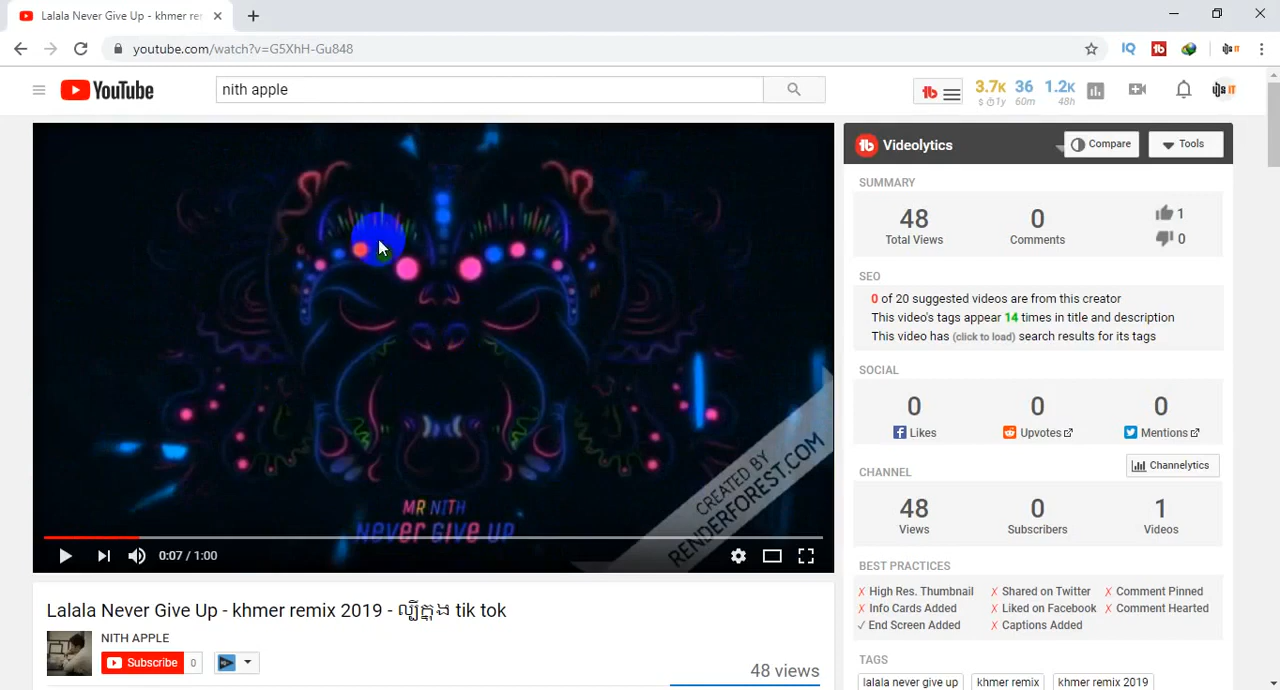 Lalala Never Give Up - khmer re
youtube.com/watch?v=G5XhH-Gu848
IQ
tb
YouTube
nith apple
tb
3.7K 36 1.2K
1y 60m 48h
IT
Videolytics
Compare
Tools
SUMMARY
48 0 1
Total Views Comments 0
SEO
0 of 20 suggested videos are from this creator
This video's tags appear 14 times in title and description
This video has (click to load) search results for its tags
SOCIAL
0 0 0
Likes Upvotes Mentions
CHANNEL
Channelytics
48 0 1
Views Subscribers Videos
BEST PRACTICES
High Res. Thumbnail Shared on Twitter Comment Pinned
Info Cards Added Liked on Facebook Comment Hearted
End Screen Added Captions Added
TAGS
lalala never give up khmer remix khmer remix 2019
CREATED BY
RENDERFOREST.COM
MR NITH
NEVER GIVE UP
0:07 / 1:00
Lalala Never Give Up - khmer remix 2019 - ល្បីក្នុង tik tok
NITH APPLE
Subscribe 0
48 views